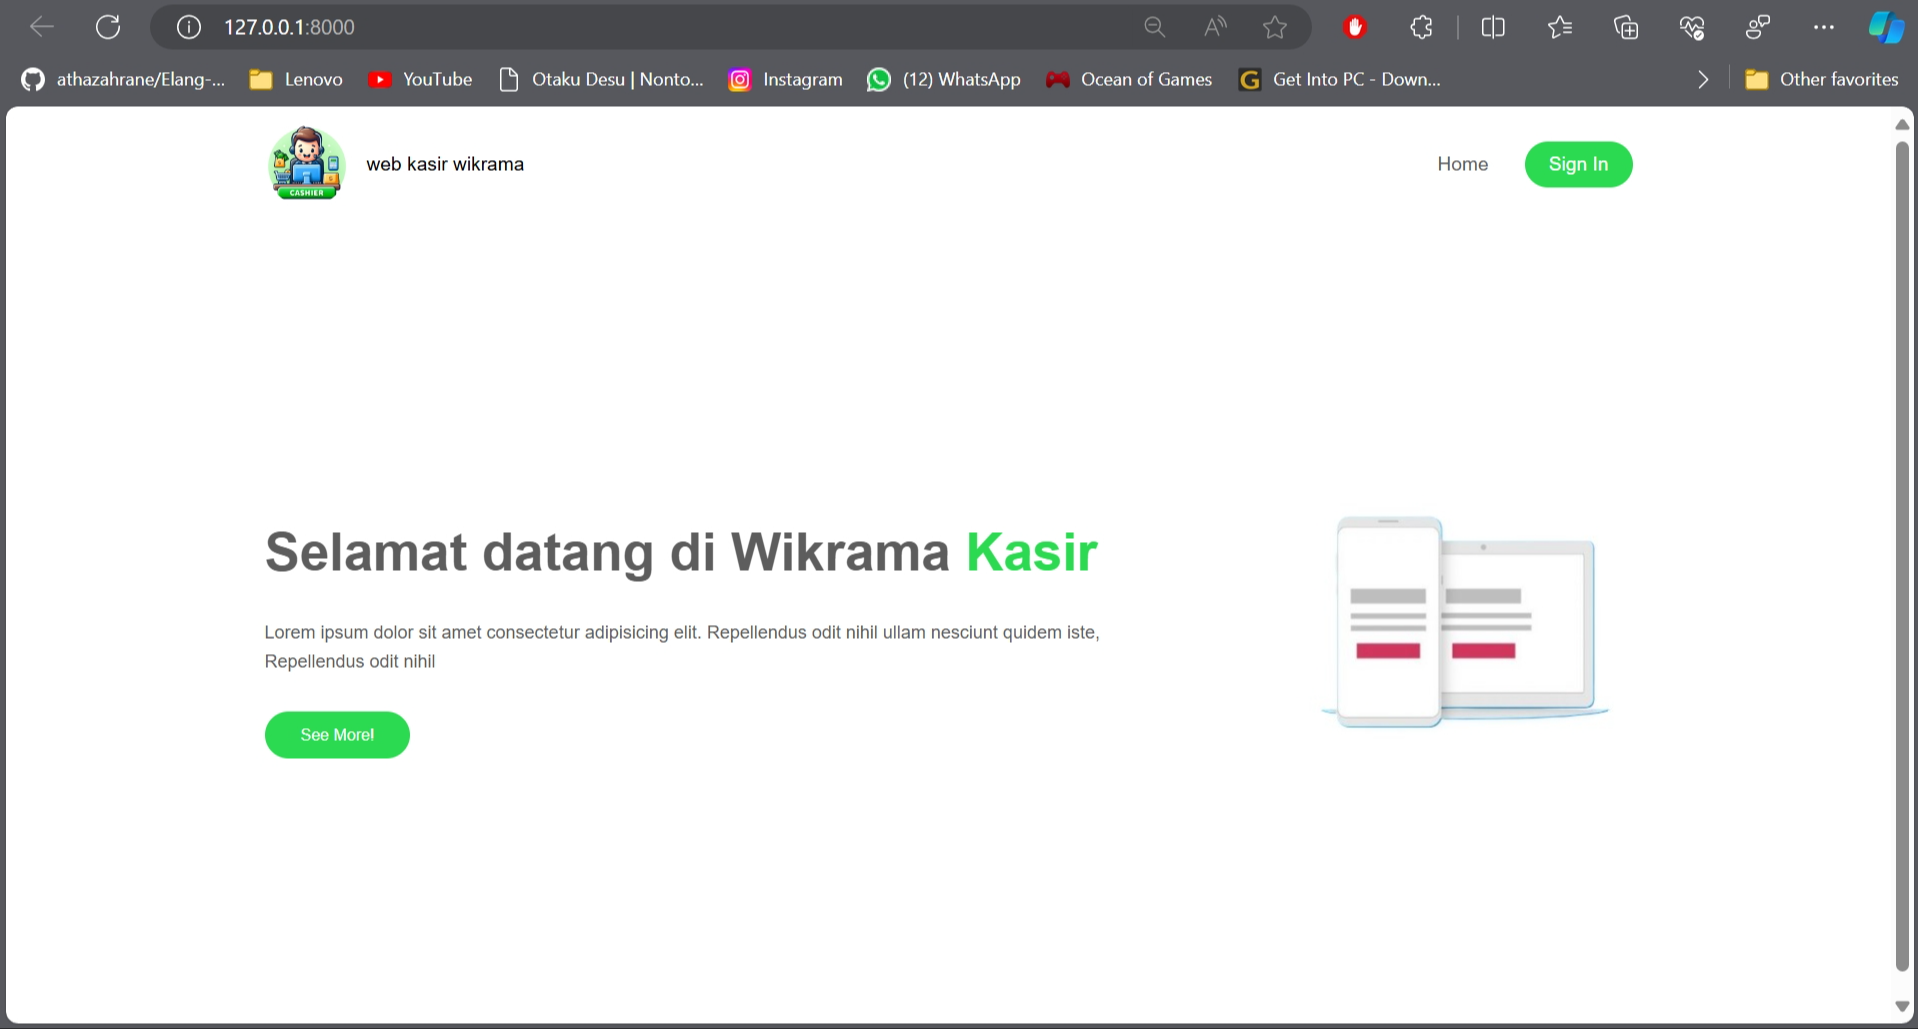 127.0.0.1:8000
athazahrane/Elang-...
Lenovo
YouTube
Otaku Desu | Nonto...
Instagram
(12) WhatsApp
Ocean of Games
Get Into PC - Down...
Other favorites
CASHIER
web kasir wikrama
Home
Sign In
Selamat datang di Wikrama Kasir
Lorem ipsum dolor sit amet consectetur adipisicing elit. Repellendus odit nihil ullam nesciunt quidem iste,
Repellendus odit nihil
See More!